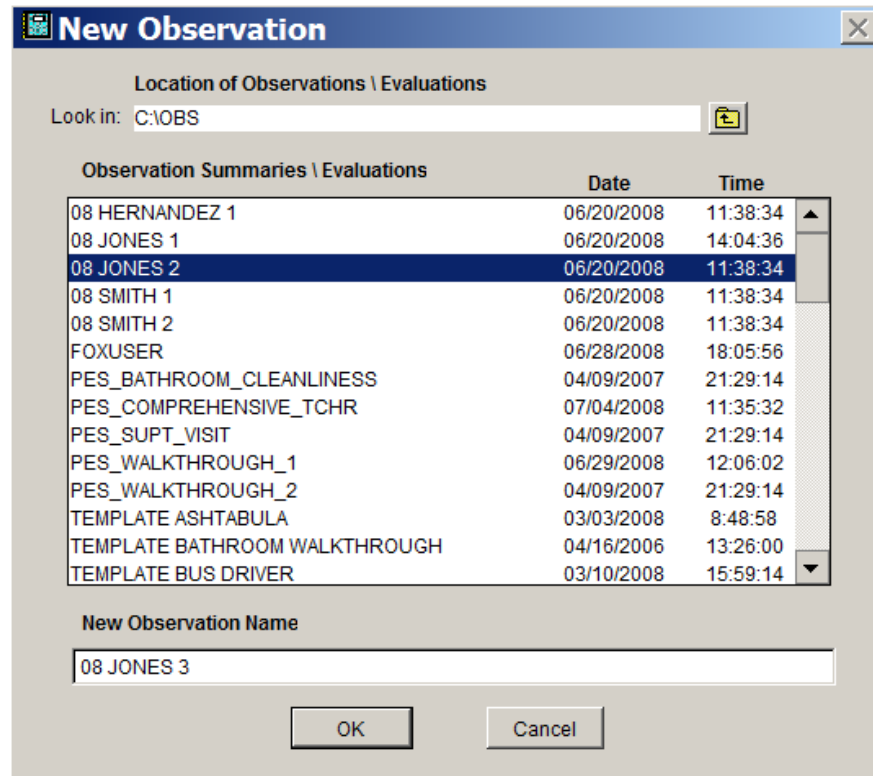 New Observation
Location of Observations \ Evaluations
Look in: C:\OBS
Observation Summaries \ Evaluations Date Time
08 HERNANDEZ 1 06/20/2008 11:38:34
08 JONES 1 06/20/2008 14:04:36
08 JONES 2 06/20/2008 11:38:34
08 SMITH 1 06/20/2008 11:38:34
08 SMITH 2 06/20/2008 11:38:34
FOXUSER 06/28/2008 18:05:56
PES_BATHROOM_CLEANLINESS 04/09/2007 21:29:14
PES_COMPREHENSIVE_TCHR 07/04/2008 11:35:32
PES_SUPT_VISIT 04/09/2007 21:29:14
PES_WALKTHROUGH_1 06/29/2008 12:06:02
PES_WALKTHROUGH_2 04/09/2007 21:29:14
TEMPLATE ASHTABULA 03/03/2008 8:48:58
TEMPLATE BATHROOM WALKTHROUGH 04/16/2006 13:26:00
TEMPLATE BUS DRIVER 03/10/2008 15:59:14
New Observation Name
08 JONES 3
OK Cancel